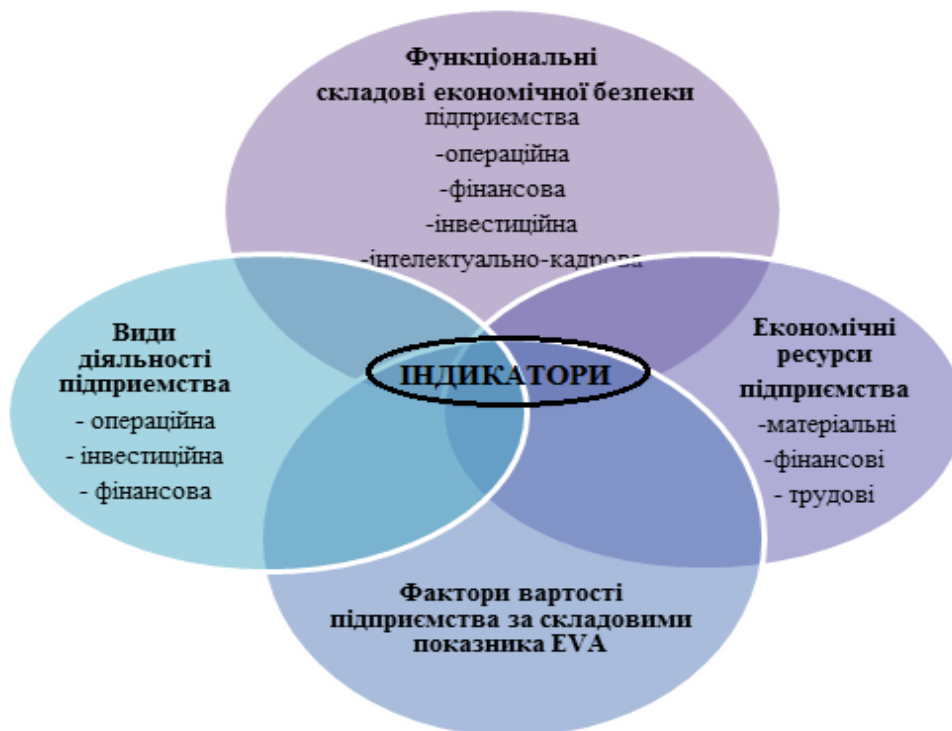 Функціональні
складові економічної безпеки
підприємства
-операційна
-фінансова
-інвестиційна
-інтелектуально-кадрова
Види
діяльності
підприемства
- операційна
- інвестиційна
- фінансова
ІНДИКАТОРИ
Економічні
ресурси
підприємства
-матеріальні
-фінансові
- трудові
Фактори вартості
підприємства за складовими
показника EVA